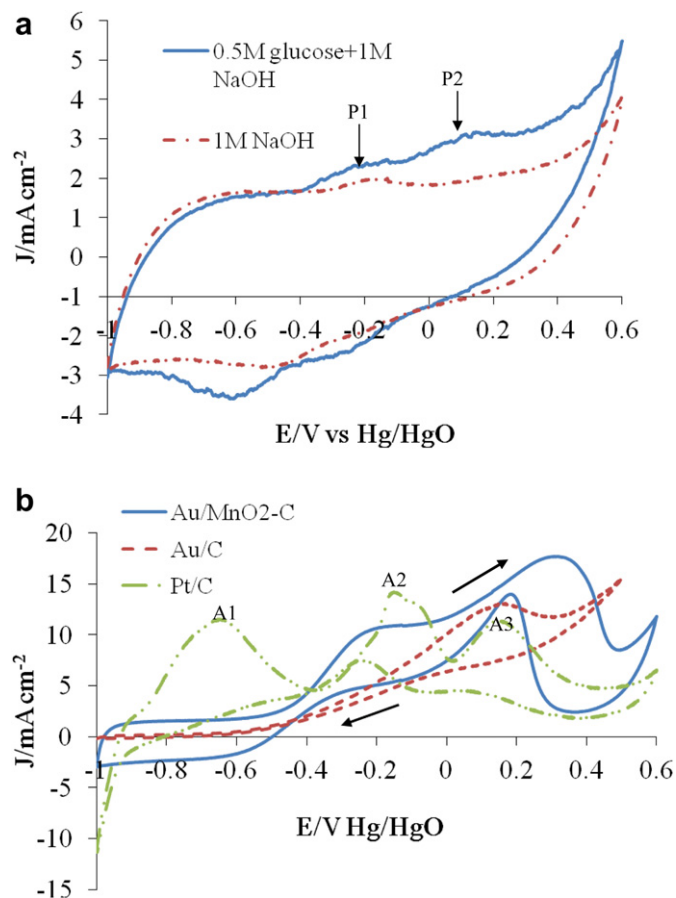 a
0.5M glucose+1M
NaOH
1M NaOH
P1
P2
J/mA cm-2
6
5
4
3
2
1
0
-1
-2
-3
-4
-1 -0.8 -0.6 -0.4 -0.2 0 0.2 0.4 0.6
E/V vs Hg/HgO
b
Au/MnO2-C
Au/C
Pt/C
A1
A2
A3
J/mA cm-2
20
15
10
5
0
-5
-10
-15
-1 -0.8 -0.6 -0.4 -0.2 0 0.2 0.4 0.6
E/V Hg/HgO